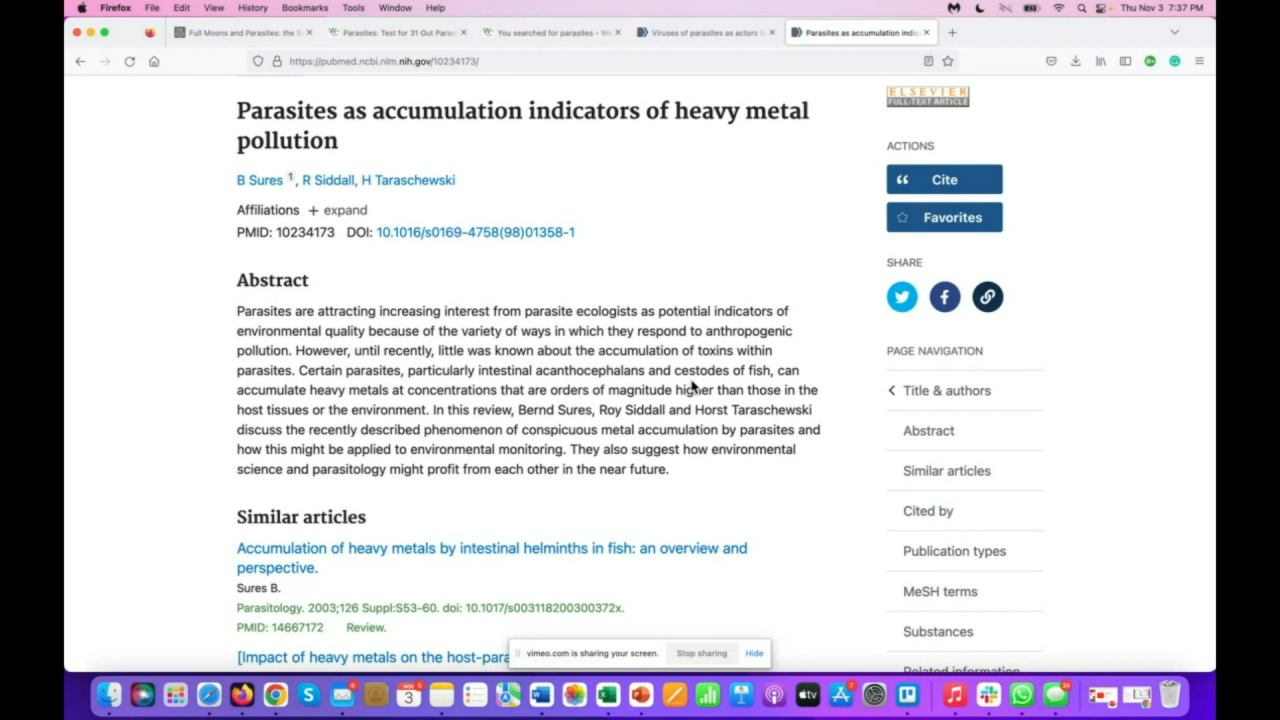 Firefox File Edit View History Bookmarks Tools Window Help Thu Nov 3 7:37 PM
Full Moons and Parasites: the S Parasites: Test for 31 Gut Paras You searched for parasites - We Viruses of parasites as actors in Parasites as accumulation indic
https://pubmed.ncbi.nlm.nih.gov/10234173/
ELSEVIER
FULL-TEXT ARTICLE
Parasites as accumulation indicators of heavy metal
pollution
B Sures 1, R Siddall, H Taraschewski
Affiliations + expand
PMID: 10234173 DOI: 10.1016/s0169-4758(98)01358-1
Abstract
Parasites are attracting increasing interest from parasite ecologists as potential indicators of
environmental quality because of the variety of ways in which they respond to anthropogenic
pollution. However, until recently, little was known about the accumulation of toxins within
parasites. Certain parasites, particularly intestinal acanthocephalans and cestodes of fish, can
accumulate heavy metals at concentrations that are orders of magnitude higher than those in the
host tissues or the environment. In this review, Bernd Sures, Roy Siddall and Horst Taraschewski
discuss the recently described phenomenon of conspicuous metal accumulation by parasites and
how this might be applied to environmental monitoring. They also suggest how environmental
science and parasitology might profit from each other in the near future.
Similar articles
Accumulation of heavy metals by intestinal helminths in fish: an overview and
perspective.
Sures B.
Parasitology. 2003;126 Suppl:S53-60. doi: 10.1017/s003118200300372x.
PMID: 14667172 Review.
[Impact of heavy metals on the host-para
ACTIONS
Cite
Favorites
SHARE
PAGE NAVIGATION
Title & authors
Abstract
Similar articles
Cited by
Publication types
MeSH terms
Substances
Related information
vimeo.com is sharing your screen. Stop sharing Hide
NOV
3
tv